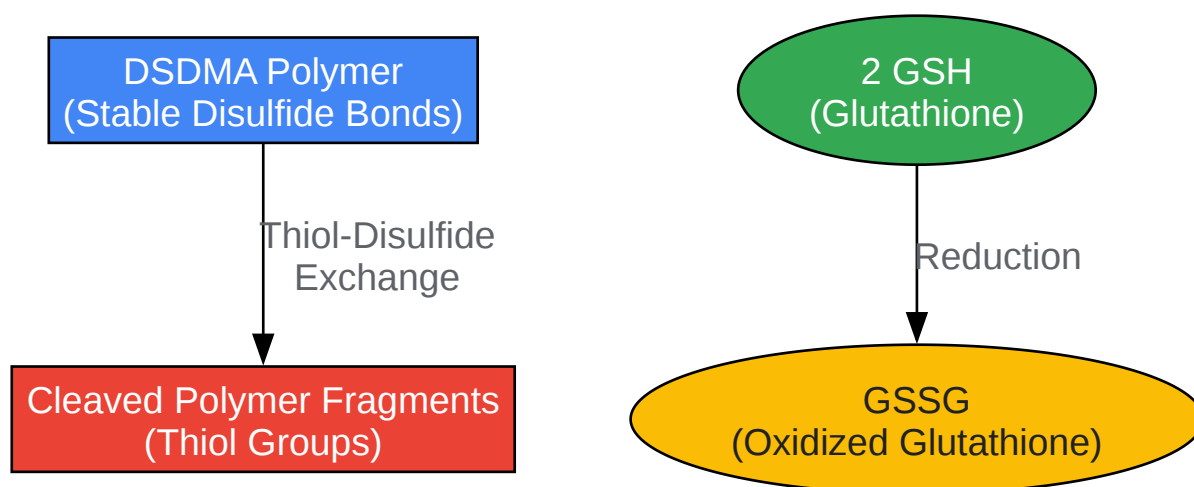 DSDMA Polymer
(Stable Disulfide Bonds)
2 GSH
(Glutathione)
Thiol-Disulfide
Exchange
Reduction
Cleaved Polymer Fragments
(Thiol Groups)
GSSG
(Oxidized Glutathione)